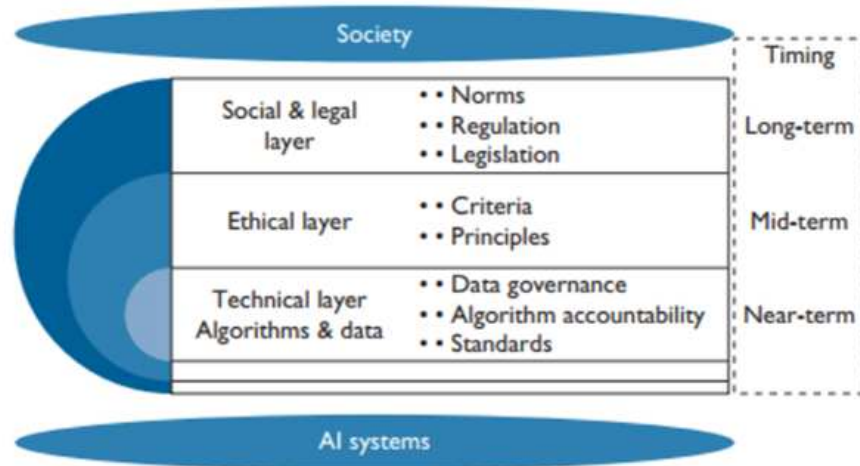 Society
Timing
Social & legal
layer
• • Norms
• • Regulation
• • Legislation
Long-term
Ethical layer
• • Criteria
• • Principles
Mid-term
Technical layer
Algorithms & data
• • Data governance
• • Algorithm accountability
• • Standards
Near-term
AI systems